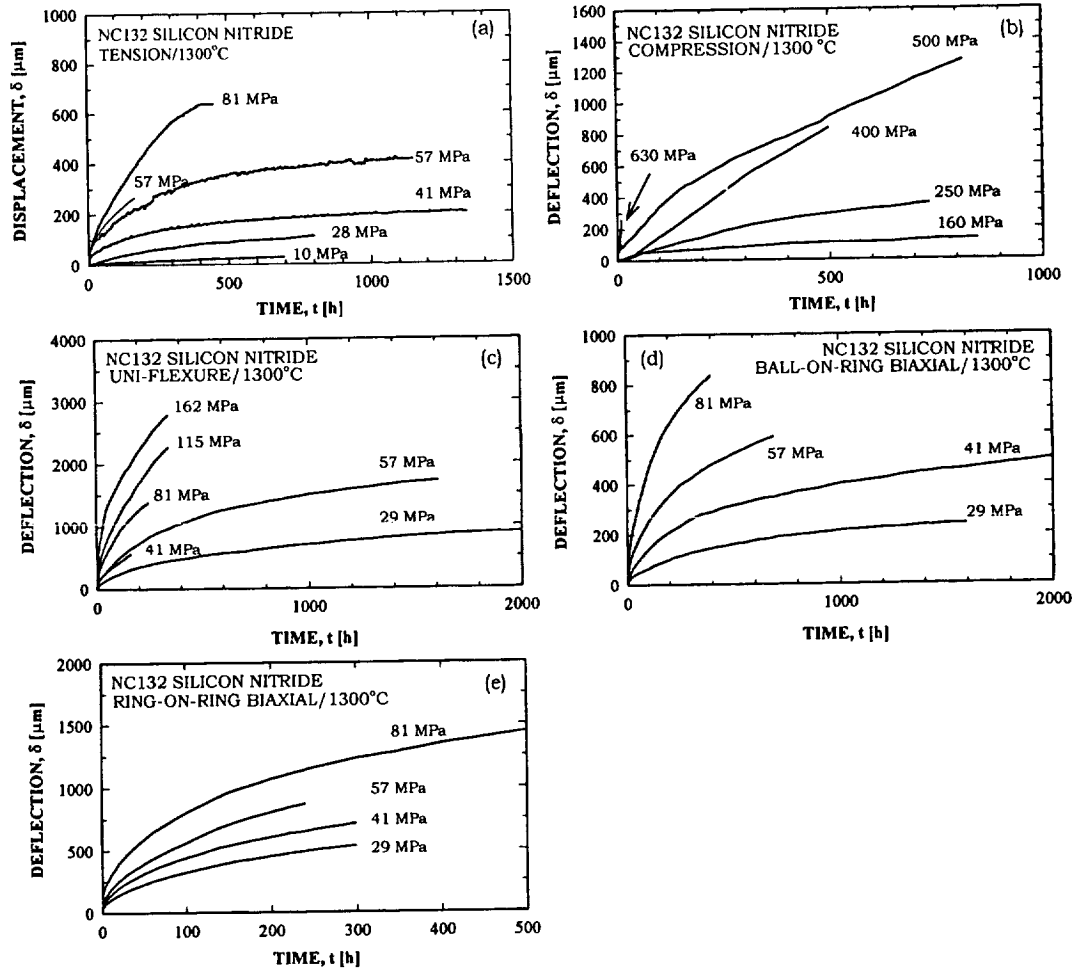 NC132 SILICON NITRIDE
TENSION/1300°C
(a)
81 MPa
57 MPa
57 MPa
41 MPa
28 MPa
10 MPa
DISPLACEMENT, δ [μm]
1000
800
600
400
200
0
0
500
1000
1500
TIME, t [h]
NC132 SILICON NITRIDE
COMPRESSION/1300 °C
(b)
500 MPa
400 MPa
630 MPa
250 MPa
160 MPa
DEFLECTION, δ [μm]
1600
1400
1200
1000
800
600
400
200
0
0
500
1000
TIME, t [h]
NC132 SILICON NITRIDE
UNI-FLEXURE/1300°C
(c)
162 MPa
115 MPa
81 MPa
57 MPa
41 MPa
29 MPa
DEFLECTION, δ [μm]
4000
3000
2000
1000
0
0
1000
2000
TIME, t [h]
(d)
NC132 SILICON NITRIDE
BALL-ON-RING BIAXIAL/1300°C
81 MPa
57 MPa
41 MPa
29 MPa
DEFLECTION, δ [μm]
1000
800
600
400
200
0
0
1000
2000
TIME, t [h]
NC132 SILICON NITRIDE
RING-ON-RING BIAXIAL/1300°C
(e)
81 MPa
57 MPa
41 MPa
29 MPa
DEFLECTION, δ [μm]
2000
1500
1000
500
0
0
100
200
300
400
500
TIME, t [h]